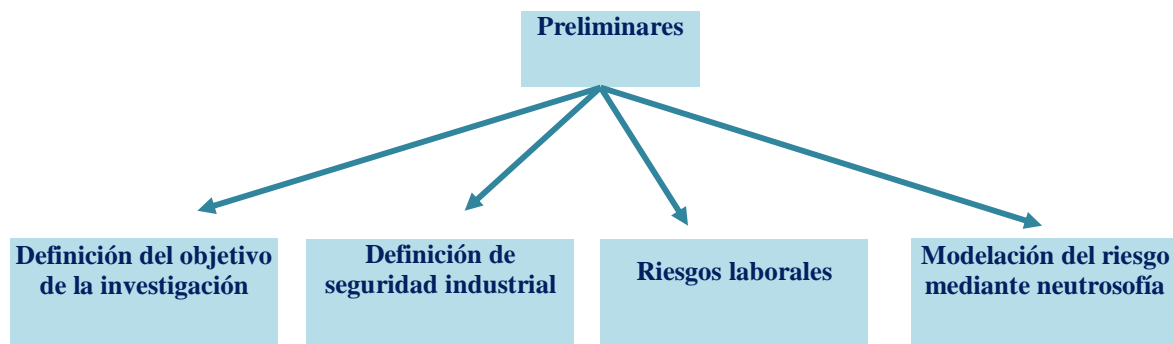 Preliminares
Definición del objetivo
de la investigación
Definición de
seguridad industrial
Riesgos laborales
Modelación del riesgo
mediante neutrosofía